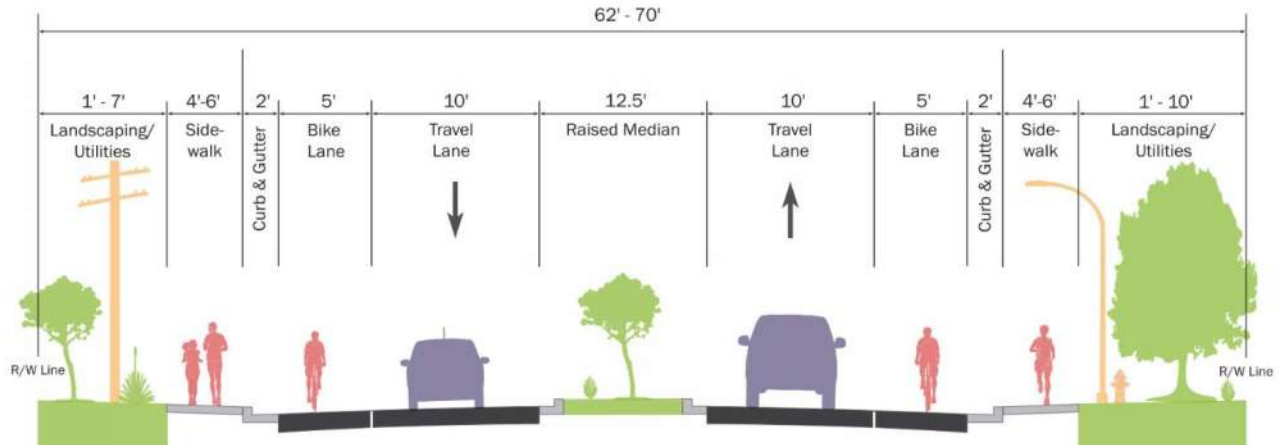 62' - 70'
1' - 7' 4'-6' 2' 5' 10' 12.5' 10' 5' 2' 4'-6' 1' - 10'
Landscaping/
Utilities
Side-
walk
Curb & Gutter
Bike
Lane
Travel
Lane
Raised Median
Travel
Lane
Bike
Lane
Curb & Gutter
Side-
walk
Landscaping/
Utilities
R/W Line
R/W Line